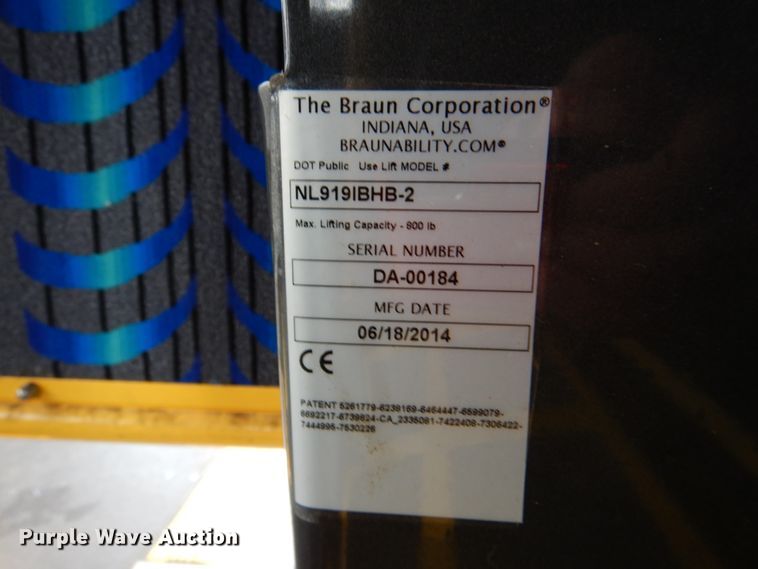 The Braun Corporation®
INDIANA, USA
BRAUNABILITY.COM®
DOT Public Use Lift MODEL #
NL919IBHB-2
Max. Lifting Capacity - 800 lb
SERIAL NUMBER
DA-00184
MFG DATE
06/18/2014
CE
PATENT 5261779-6238169-6464447-6599079-
6692217-6739824-CA_2335081-7422408-7306422-
7444995-7530226
Purple Wave Auction